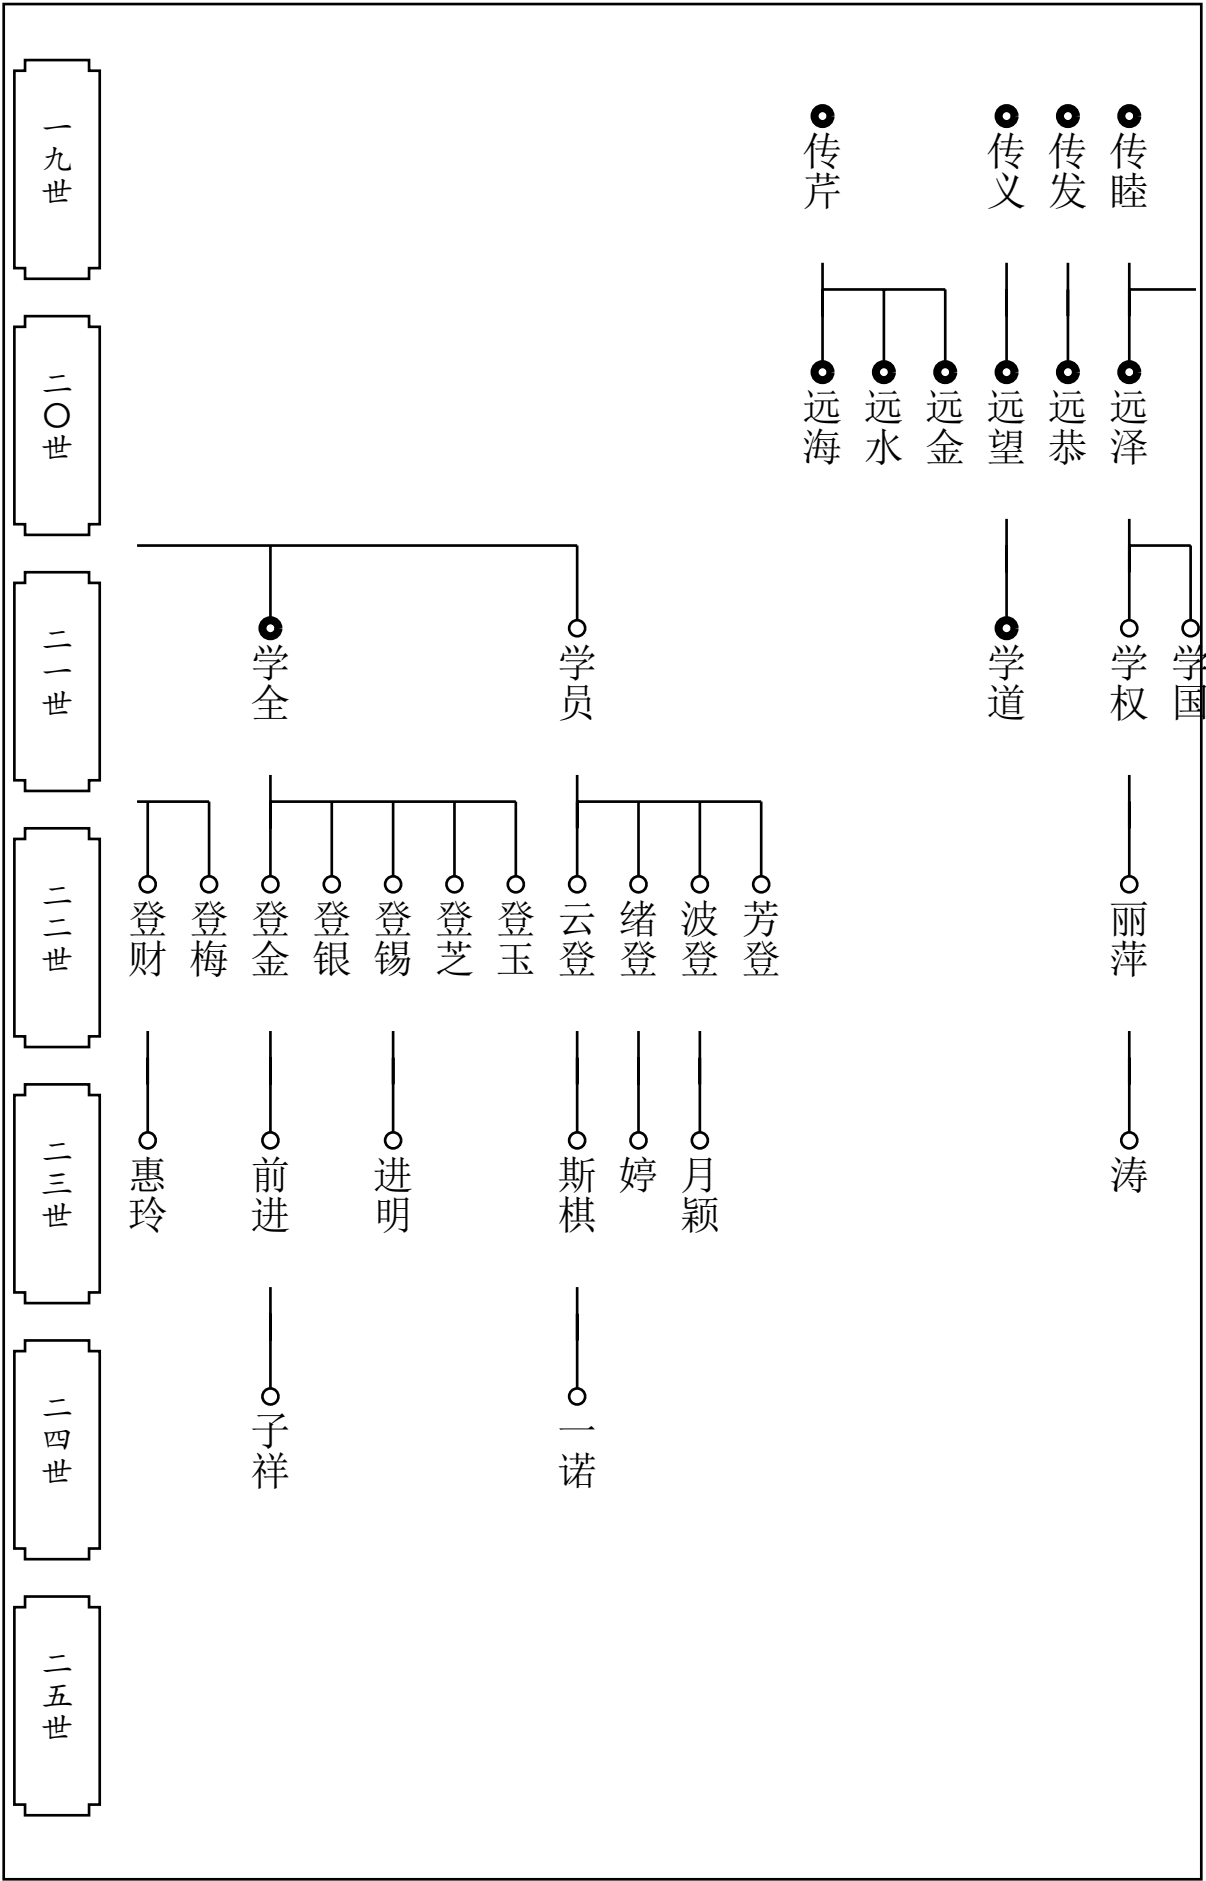 一九世
传睦
传发
传义
传芹
二〇世
远泽
远恭
远望
远金
远水
远海
二一世
学国
学权
学道
学员
学全
二二世
丽萍
芳登
波登
绪登
云登
登玉
登芝
登锡
登银
登金
登梅
登财
二三世
涛
月颖
婷
斯棋
进明
前进
惠玲
二四世
一诺
子祥
二五世